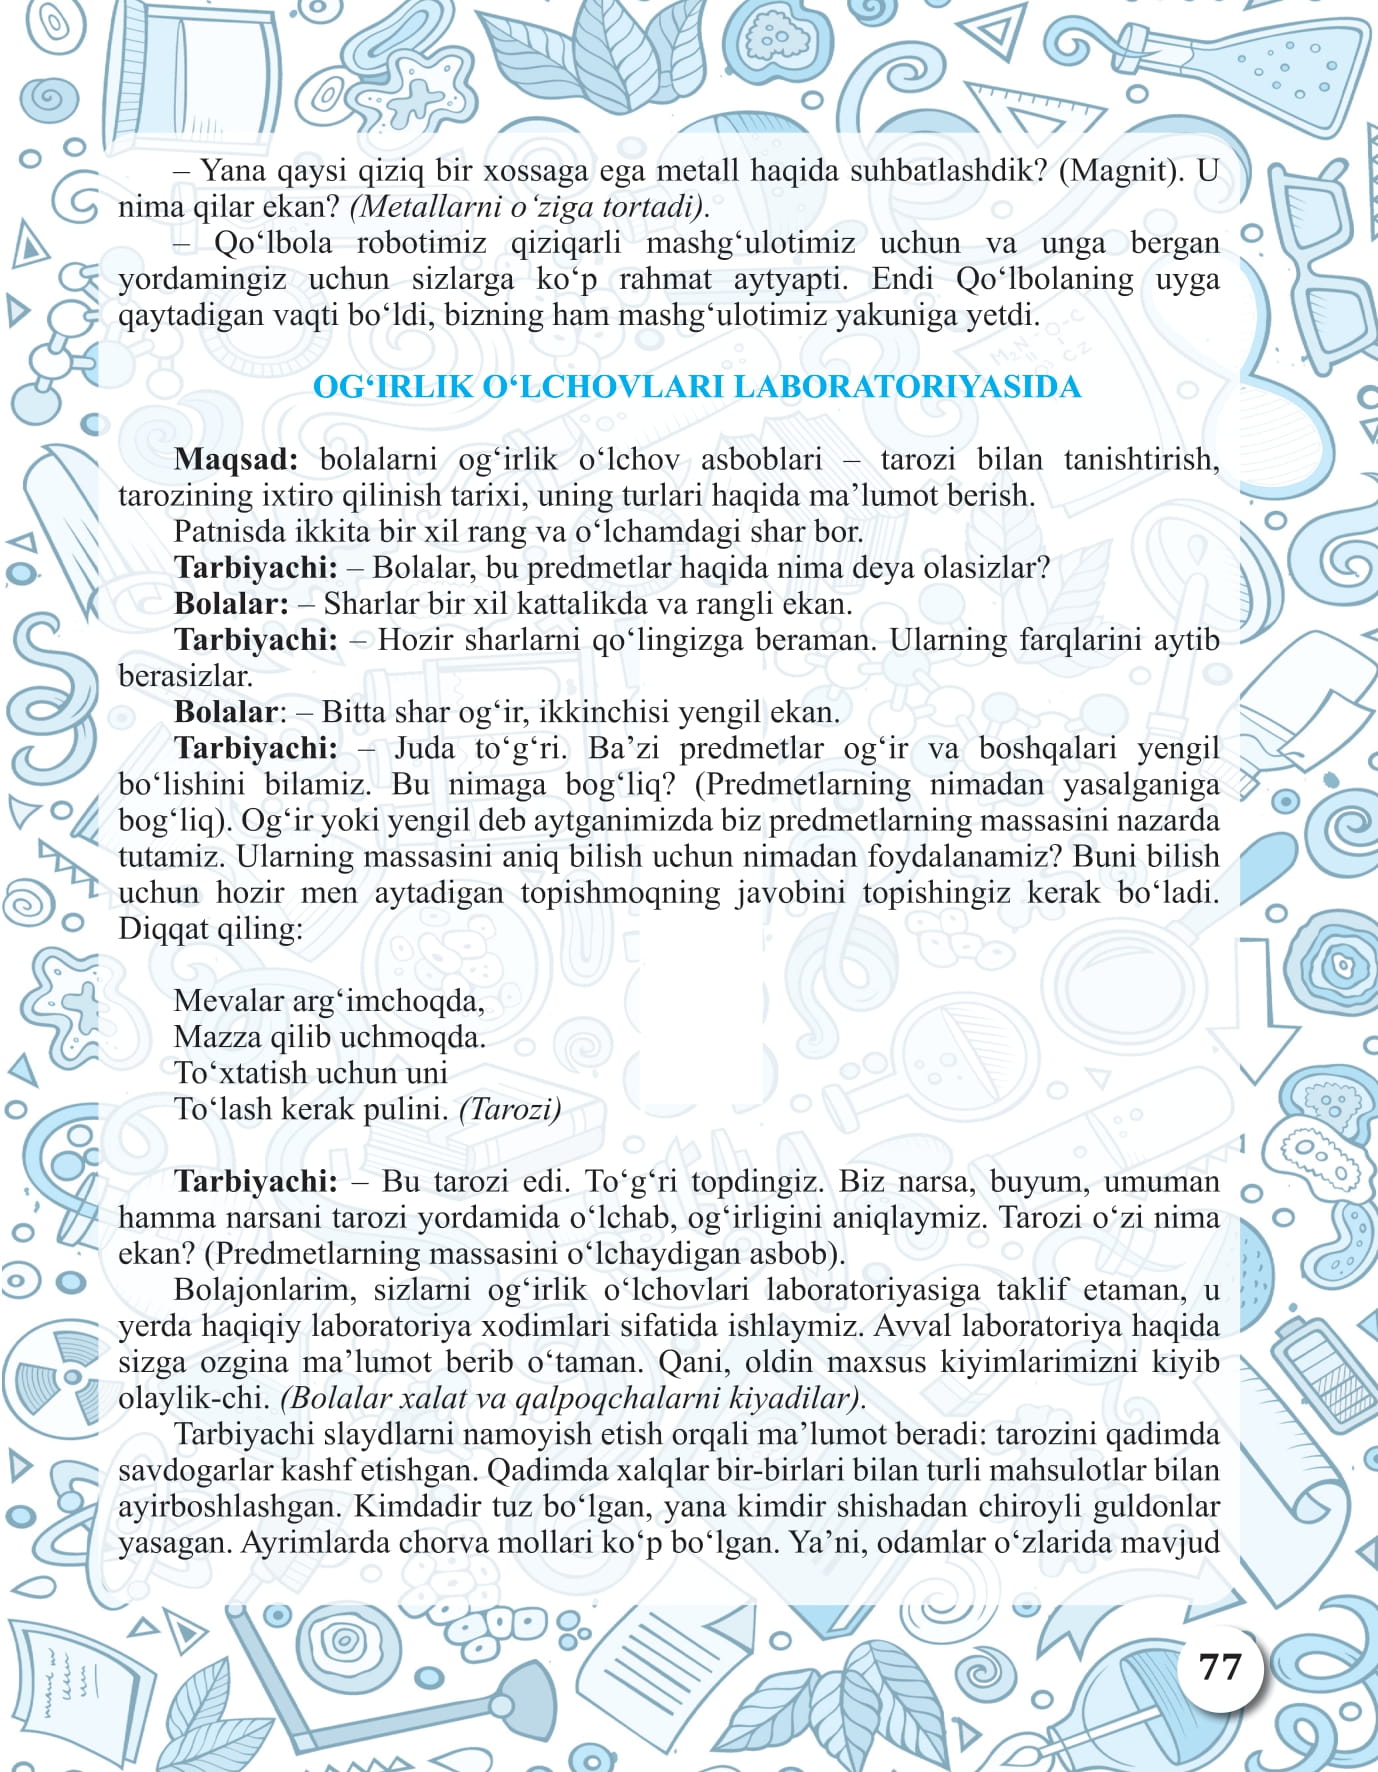 – Yana qaysi qiziq bir xossaga ega metall haqida suhbatlashdik? (Magnit). U
nima qilar ekan? (Metallarni o‘ziga tortadi).
– Qo‘lbola robotimiz qiziqarli mashg‘ulotimiz uchun va unga bergan
yordamingiz uchun sizlarga ko‘p rahmat aytyapti. Endi Qo‘lbolaning uyga
qaytadigan vaqti bo‘ldi, bizning ham mashg‘ulotimiz yakuniga yetdi.
OG‘IRLIK O‘LCHOVLARI LABORATORIYASIDA
Maqsad: bolalarni og‘irlik o‘lchov asboblari – tarozi bilan tanishtirish,
tarozining ixtiro qilinish tarixi, uning turlari haqida ma’lumot berish.
Patnisda ikkita bir xil rang va o‘lchamdagi shar bor.
Tarbiyachi: – Bolalar, bu predmetlar haqida nima deya olasizlar?
Bolalar: – Sharlar bir xil kattalikda va rangli ekan.
Tarbiyachi: – Hozir sharlarni qo‘lingizga beraman. Ularning farqlarini aytib
berasizlar.
Bolalar: – Bitta shar og‘ir, ikkinchisi yengil ekan.
Tarbiyachi: – Juda to‘g‘ri. Ba’zi predmetlar og‘ir va boshqalari yengil
bo‘lishini bilamiz. Bu nimaga bog‘liq? (Predmetlarning nimadan yasalganiga
bog‘liq). Og‘ir yoki yengil deb aytganimizda biz predmetlarning massasini nazarda
tutamiz. Ularning massasini aniq bilish uchun nimadan foydalanamiz? Buni bilish
uchun hozir men aytadigan topishmoqning javobini topishingiz kerak bo‘ladi.
Diqqat qiling:
Mevalar arg‘imchoqda,
Mazza qilib uchmoqda.
To‘xtatish uchun uni
To‘lash kerak pulini. (Tarozi)
Tarbiyachi: – Bu tarozi edi. To‘g‘ri topdingiz. Biz narsa, buyum, umuman
hamma narsani tarozi yordamida o‘lchab, og‘irligini aniqlaymiz. Tarozi o‘zi nima
ekan? (Predmetlarning massasini o‘lchaydigan asbob).
Bolajonlarim, sizlarni og‘irlik o‘lchovlari laboratoriyasiga taklif etaman, u
yerda haqiqiy laboratoriya xodimlari sifatida ishlaymiz. Avval laboratoriya haqida
sizga ozgina ma’lumot berib o‘taman. Qani, oldin maxsus kiyimlarimizni kiyib
olaylik-chi. (Bolalar xalat va qalpoqchalarni kiyadilar).
Tarbiyachi slaydlarni namoyish etish orqali ma’lumot beradi: tarozini qadimda
savdogarlar kashf etishgan. Qadimda xalqlar bir-birlari bilan turli mahsulotlar bilan
ayirboshlashgan. Kimdadir tuz bo‘lgan, yana kimdir shishadan chiroyli guldonlar
yasagan. Ayrimlarda chorva mollari ko‘p bo‘lgan. Ya’ni, odamlar o‘zlarida mavjud
77